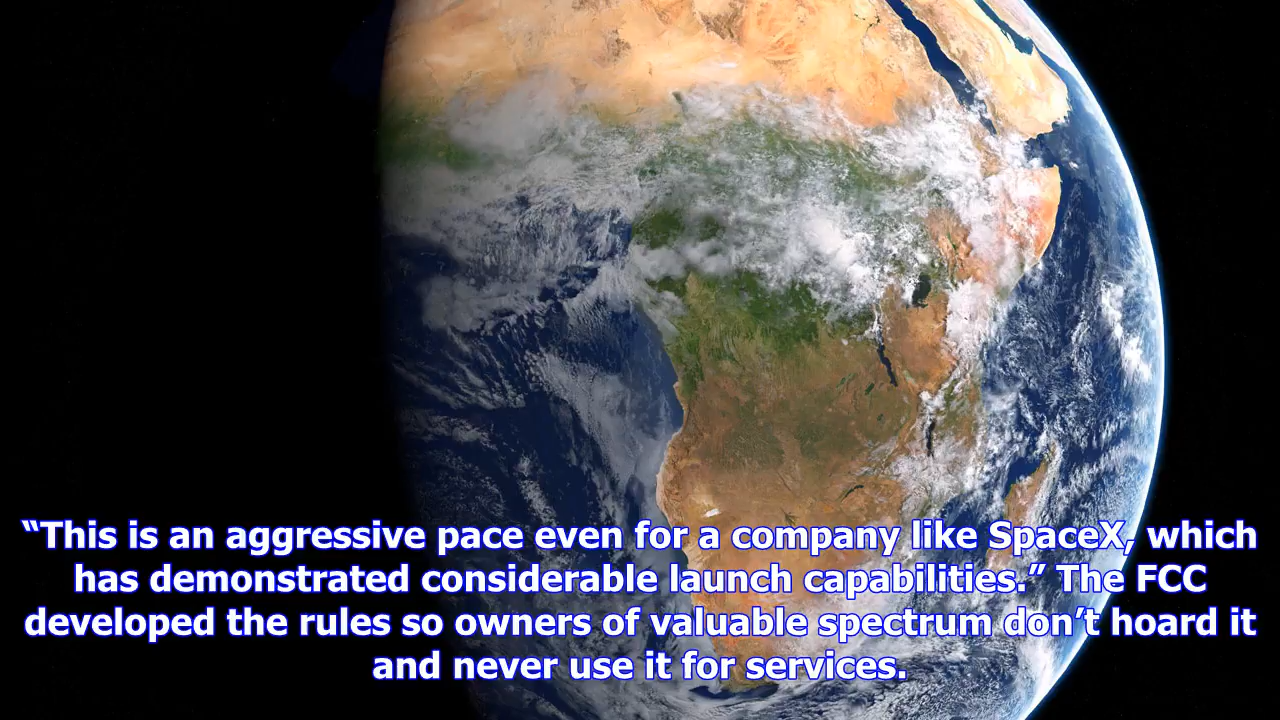 “This is an aggressive pace even for a company like SpaceX, which
has demonstrated considerable launch capabilities.” The FCC
developed the rules so owners of valuable spectrum don’t hoard it
and never use it for services.